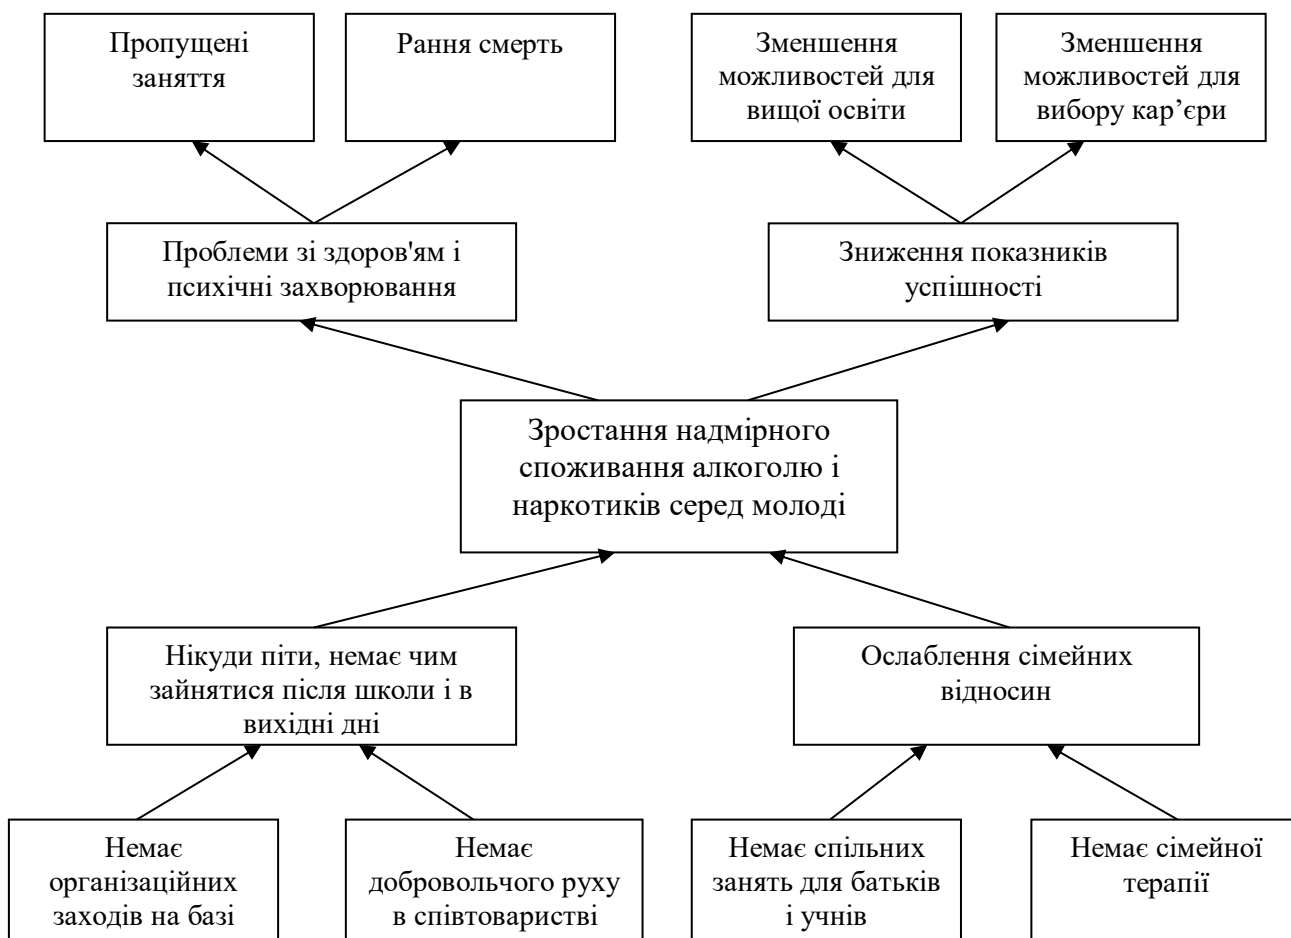 Пропущені
заняття
Рання смерть
Зменшення
можливостей для
вищої освіти
Зменшення
можливостей для
вибору кар’єри
Проблеми зі здоров'ям і
психічні захворювання
Зниження показників
успішності
Зростання надмірного
споживання алкоголю і
наркотиків серед молоді
Нікуди піти, немає чим
зайнятися після школи і в
вихідні дні
Ослаблення сімейних
відносин
Немає
організаційних
заходів на базі
Немає
добровольчого руху
в співтоваристві
Немає спільних
занять для батьків
і учнів
Немає сімейної
терапії